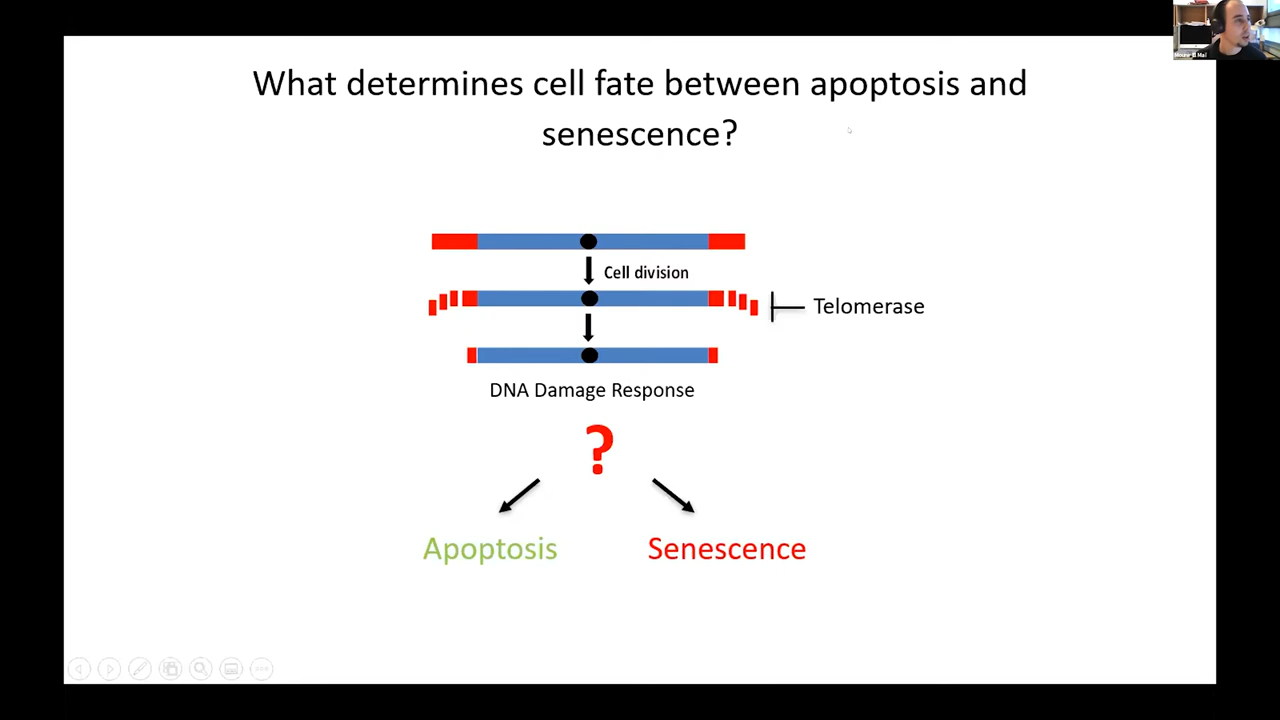 What determines cell fate between apoptosis and
senescence?
Cell division
Telomerase
DNA Damage Response
?
Apoptosis
Senescence